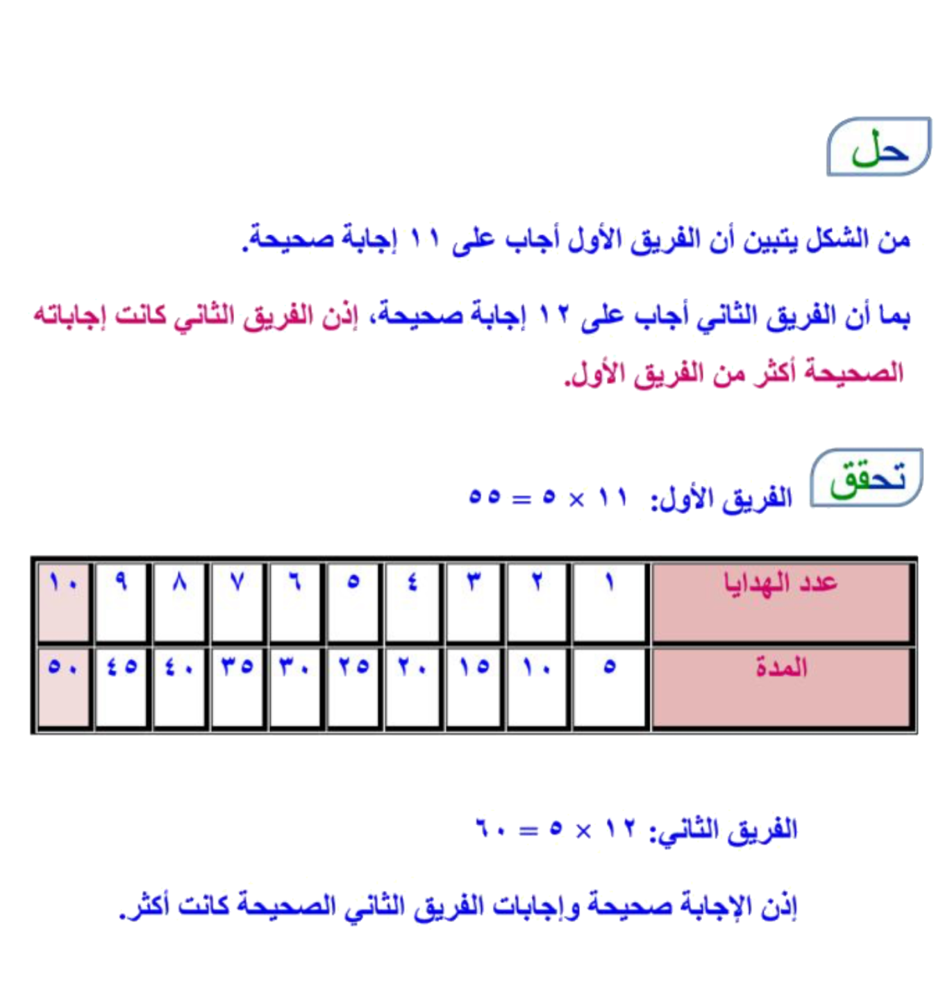 حل
من الشكل يتبين أن الفريق الأول أجاب على ١١ إجابة صحيحة.
بما أن الفريق الثاني أجاب على ١٢ إجابة صحيحة، إذن الفريق الثاني كانت إجاباته
الصحيحة أكثر من الفريق الأول.
تحقق
الفريق الأول: ١١ × ٥ = ٥٥
عدد الهدايا ١ ٢ ٣ ٤ ٥ ٦ ٧ ٨ ٩ ١٠
المدة ٥ ١٠ ١٥ ٢٠ ٢٥ ٣٠ ٣٥ ٤٠ ٤٥ ٥٠
الفريق الثاني: ١٢ × ٥ = ٦٠
إذن الإجابة صحيحة وإجابات الفريق الثاني الصحيحة كانت أكثر.